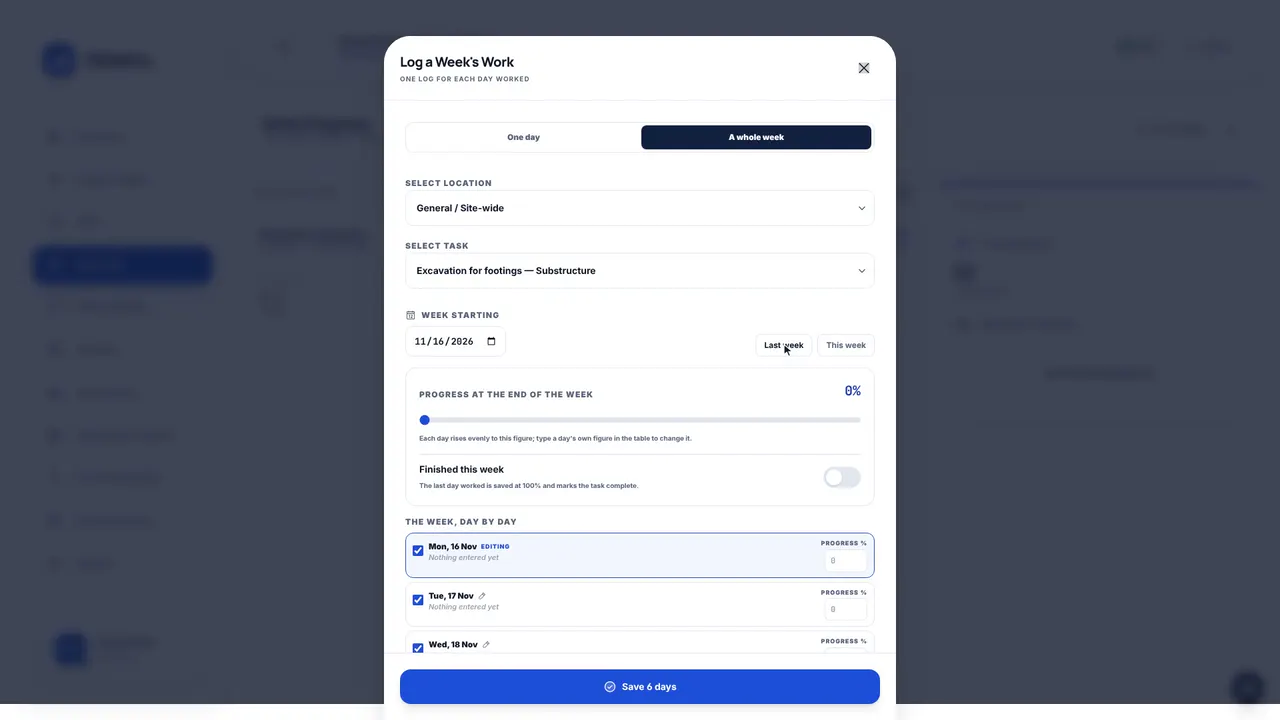 Log a Week's Work
ONE LOG FOR EACH DAY WORKED
One day
A whole week
SELECT LOCATION
General / Site-wide
SELECT TASK
Excavation for footings — Substructure
WEEK STARTING
11/16/2026
Last week
This week
PROGRESS AT THE END OF THE WEEK
0%
Each day rises evenly to this figure; type a day's own figure in the table to change it.
Finished this week
The last day worked is saved at 100% and marks the task complete.
THE WEEK, DAY BY DAY
Mon, 16 Nov EDITING
PROGRESS %
Nothing entered yet
0
Tue, 17 Nov
PROGRESS %
Nothing entered yet
0
Wed, 18 Nov
PROGRESS %
Save 6 days